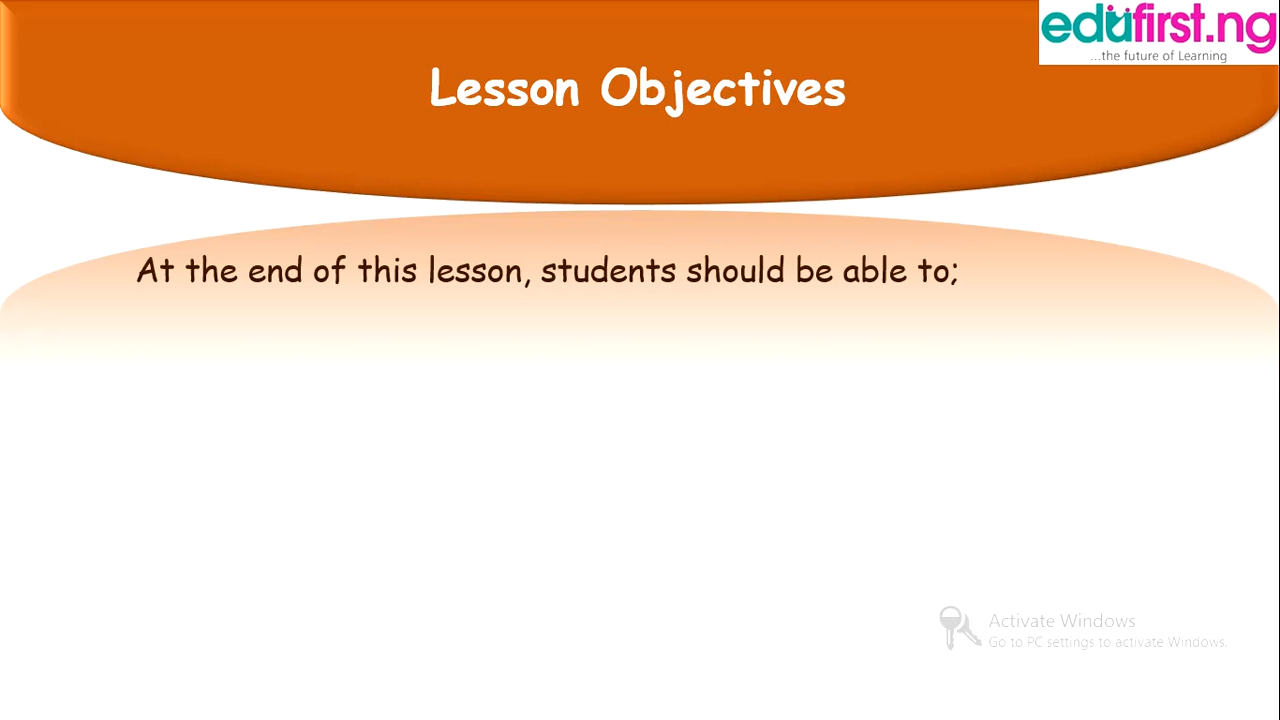 edufirst.ng
...the future of Learning
Lesson Objectives
At the end of this lesson, students should be able to;
Activate Windows
Go to PC settings to activate Windows.